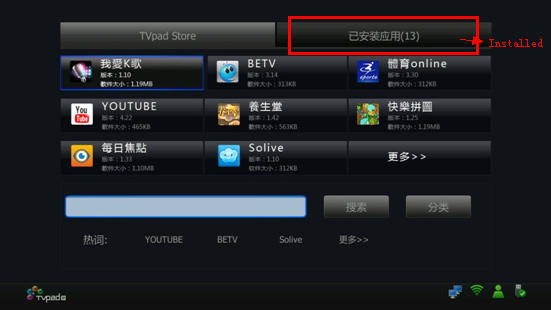 TVpad Store
已安装应用(13)
Installed
我愛K歌
版本：1.10
軟件大小：1.19MB
BETV
版本：3.14
軟件大小：313KB
體育online
版本：3.30
軟件大小：312KB
YOUTUBE
版本：4.22
軟件大小：465KB
養生堂
版本：1.42
軟件大小：563KB
快樂拼圖
版本：1.25
軟件大小：1.19MB
每日焦點
版本：1.33
軟件大小：1.10MB
Solive
版本：1.10
软件大小：312KB
更多>>
搜索
分类
热词:
YOUTUBE
BETV
Solive
更多>>
TVpad